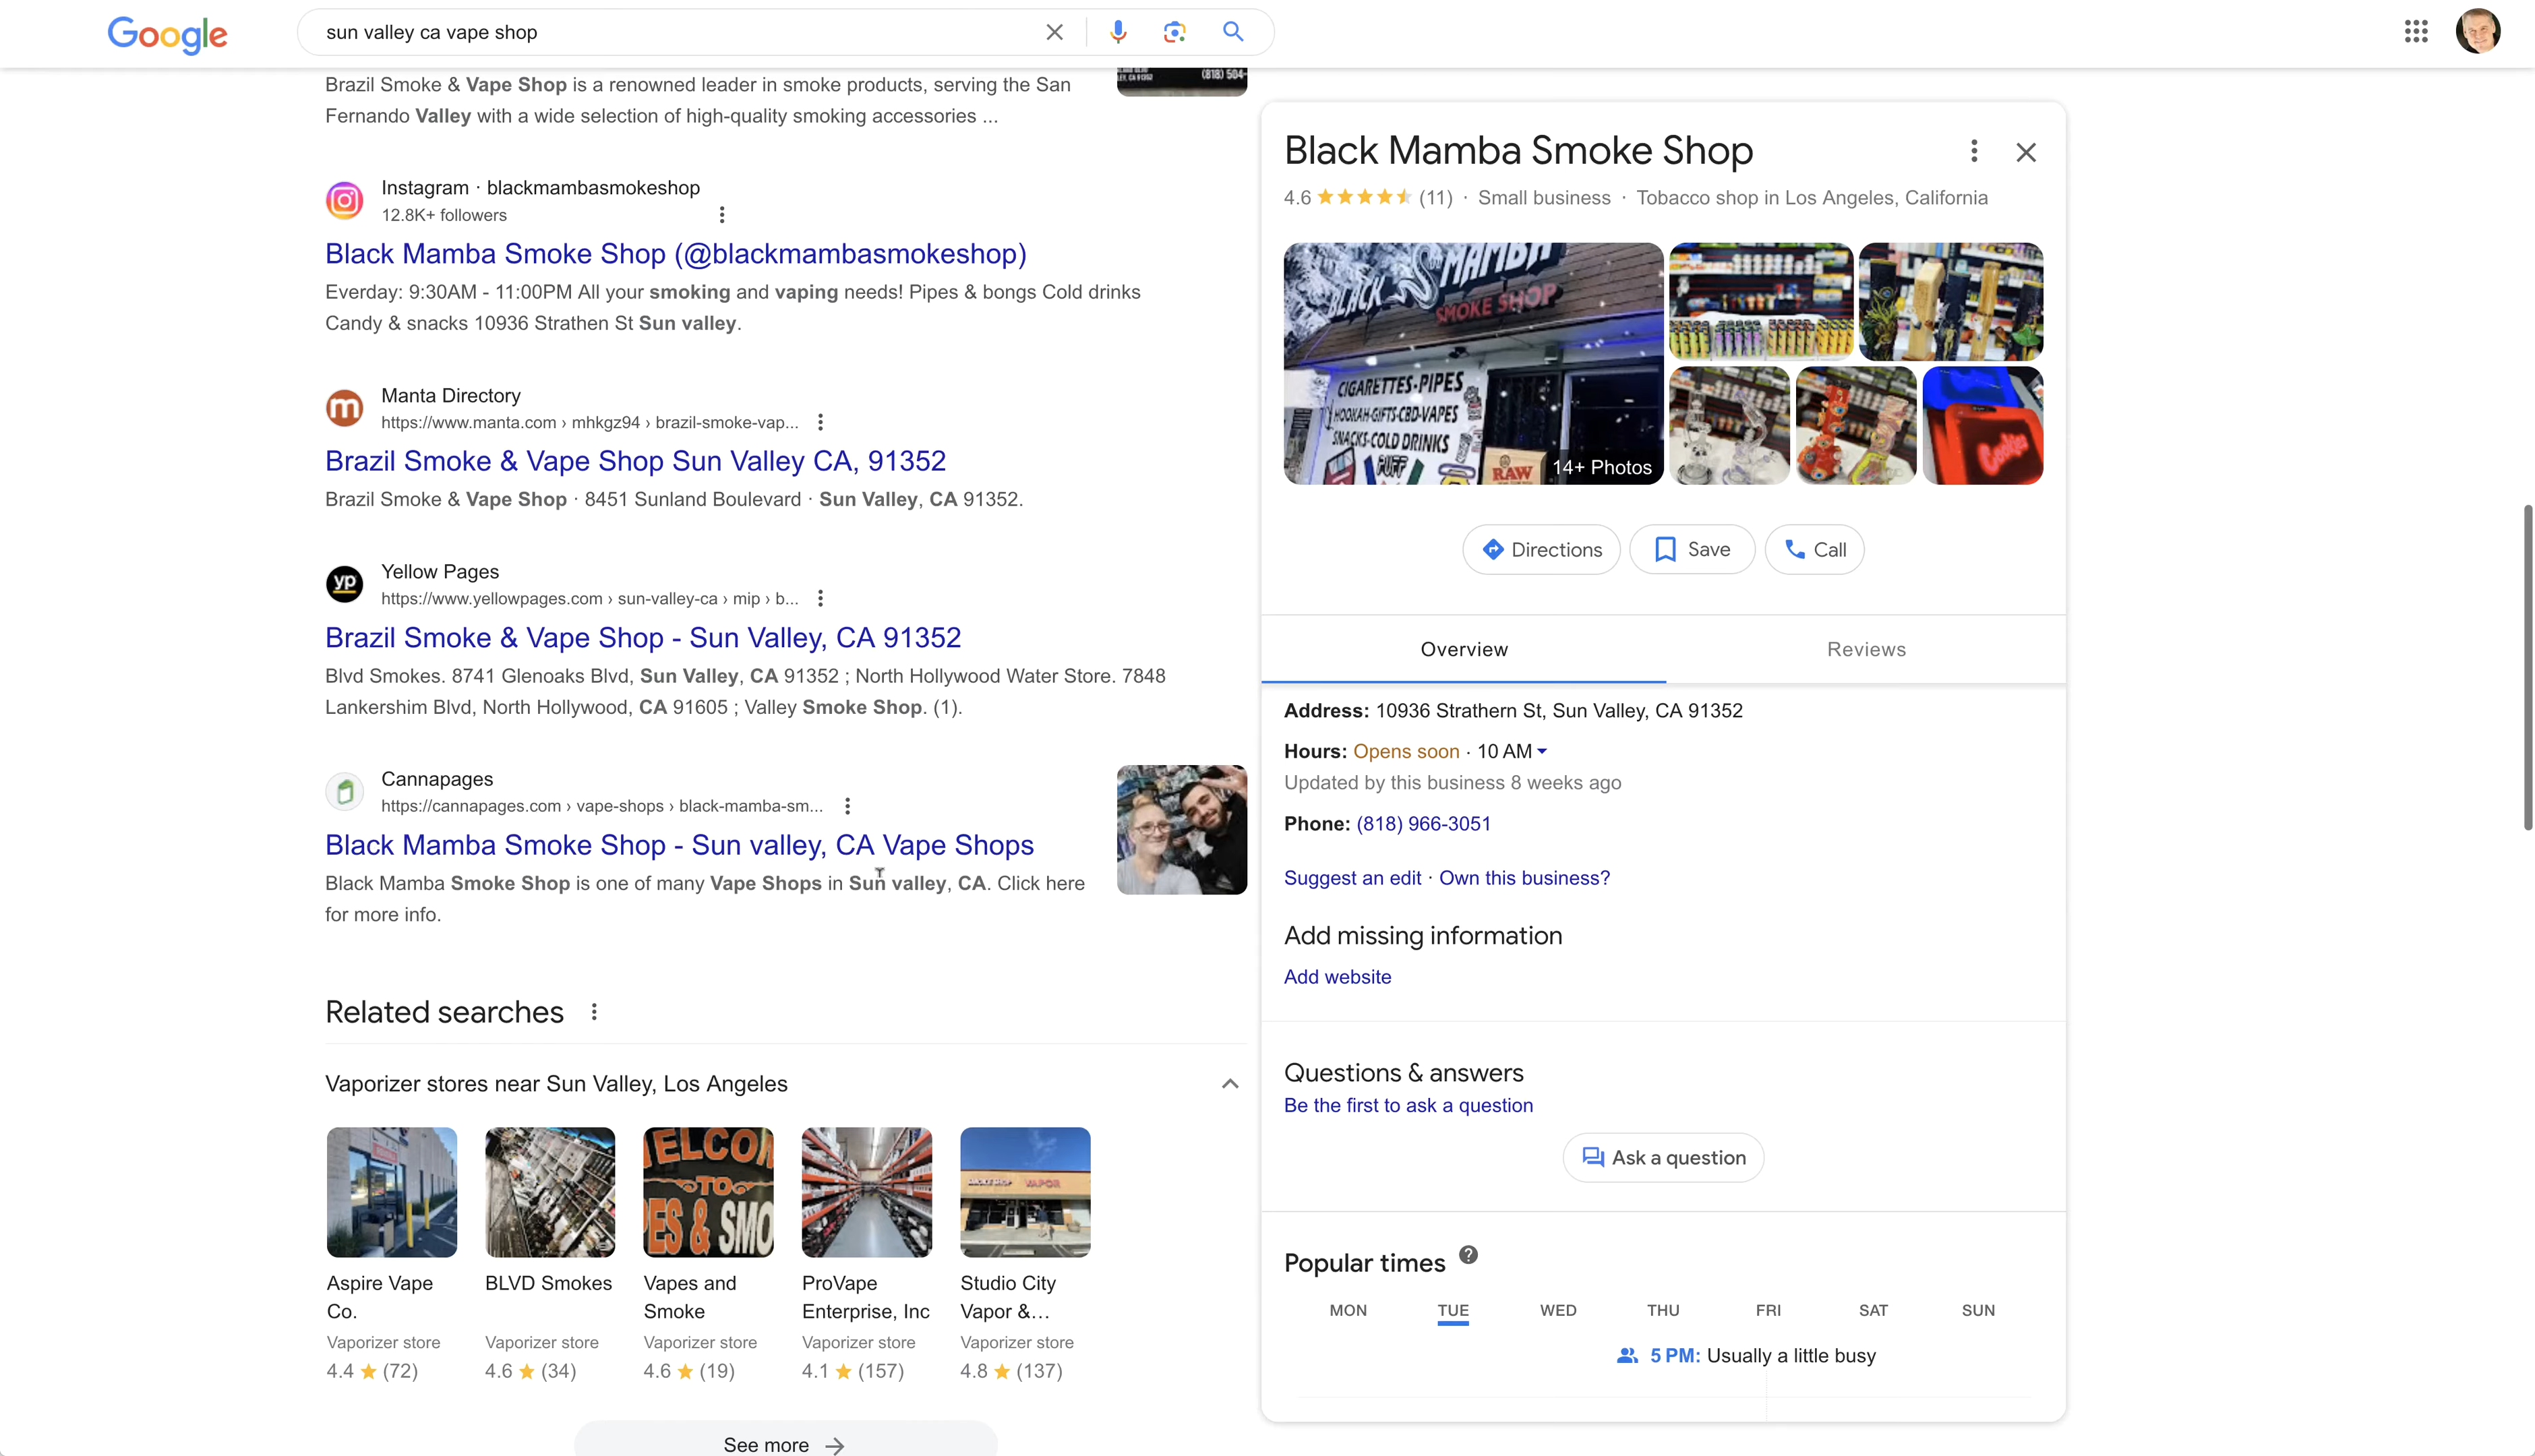 Google
sun valley ca vape shop
Brazil Smoke & Vape Shop is a renowned leader in smoke products, serving the San
Fernando Valley with a wide selection of high-quality smoking accessories ...
(818) 504-
Instagram · blackmambasmokeshop
12.8K+ followers
Black Mamba Smoke Shop (@blackmambasmokeshop)
Everday: 9:30AM - 11:00PM All your smoking and vaping needs! Pipes & bongs Cold drinks
Candy & snacks 10936 Strathen St Sun valley.
m
Manta Directory
https://www.manta.com › mhkgz94 › brazil-smoke-vap...
Brazil Smoke & Vape Shop Sun Valley CA, 91352
Brazil Smoke & Vape Shop · 8451 Sunland Boulevard · Sun Valley, CA 91352.
yp
Yellow Pages
https://www.yellowpages.com › sun-valley-ca › mip › b...
Brazil Smoke & Vape Shop - Sun Valley, CA 91352
Blvd Smokes. 8741 Glenoaks Blvd, Sun Valley, CA 91352 ; North Hollywood Water Store. 7848
Lankershim Blvd, North Hollywood, CA 91605 ; Valley Smoke Shop. (1).
Cannapages
https://cannapages.com › vape-shops › black-mamba-sm...
Black Mamba Smoke Shop - Sun valley, CA Vape Shops
Black Mamba Smoke Shop is one of many Vape Shops in Sun valley, CA. Click here
for more info.
Related searches
Vaporizer stores near Sun Valley, Los Angeles
ELCOM
TO
ES & SMO
SMOKE SHOP VAPOR
Aspire Vape
Co.
Vaporizer store
4.4 ★ (72)
BLVD Smokes
Vaporizer store
4.6 ★ (34)
Vapes and
Smoke
Vaporizer store
4.6 ★ (19)
ProVape
Enterprise, Inc
Vaporizer store
4.1 ★ (157)
Studio City
Vapor &...
Vaporizer store
4.8 ★ (137)
See more
Black Mamba Smoke Shop
4.6 ★★★★★ (11) · Small business · Tobacco shop in Los Angeles, California
BLACK MAMBA
SMOKE SHOP
CIGARETTES-PIPES
HOOKAH-GIFTS-CBD-VAPES
SNACKS-COLD DRINKS
PUFF
RAW
14+ Photos
Cookies
Directions
Save
Call
Overview
Reviews
Address: 10936 Strathern St, Sun Valley, CA 91352
Hours: Opens soon · 10 AM
Updated by this business 8 weeks ago
Phone: (818) 966-3051
Suggest an edit · Own this business?
Add missing information
Add website
Questions & answers
Be the first to ask a question
Ask a question
Popular times ?
MON TUE WED THU FRI SAT SUN
5 PM: Usually a little busy